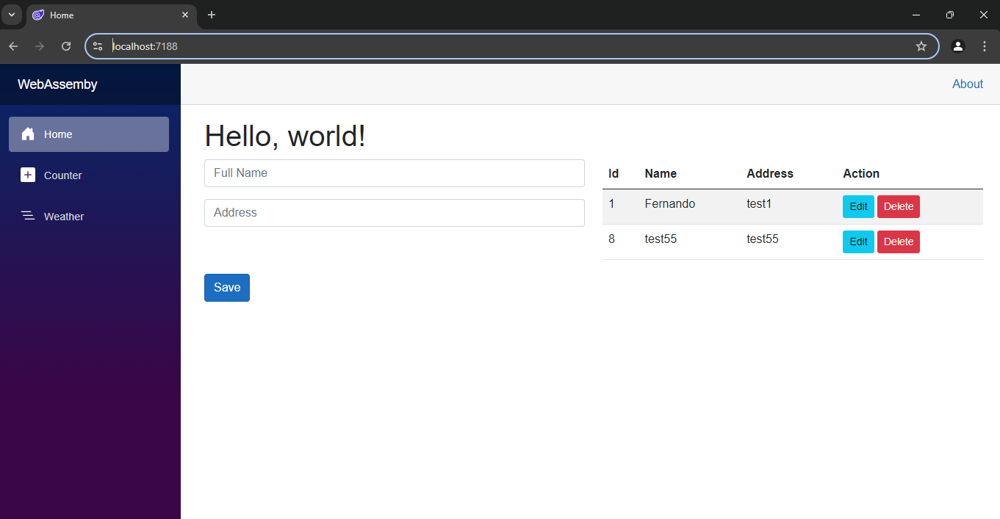 Home
localhost:7188
WebAssemby
About
Home
Counter
Weather
Hello, world!
Full Name
Address
Save
Id Name Address Action
1 Fernando test1 Edit Delete
8 test55 test55 Edit Delete